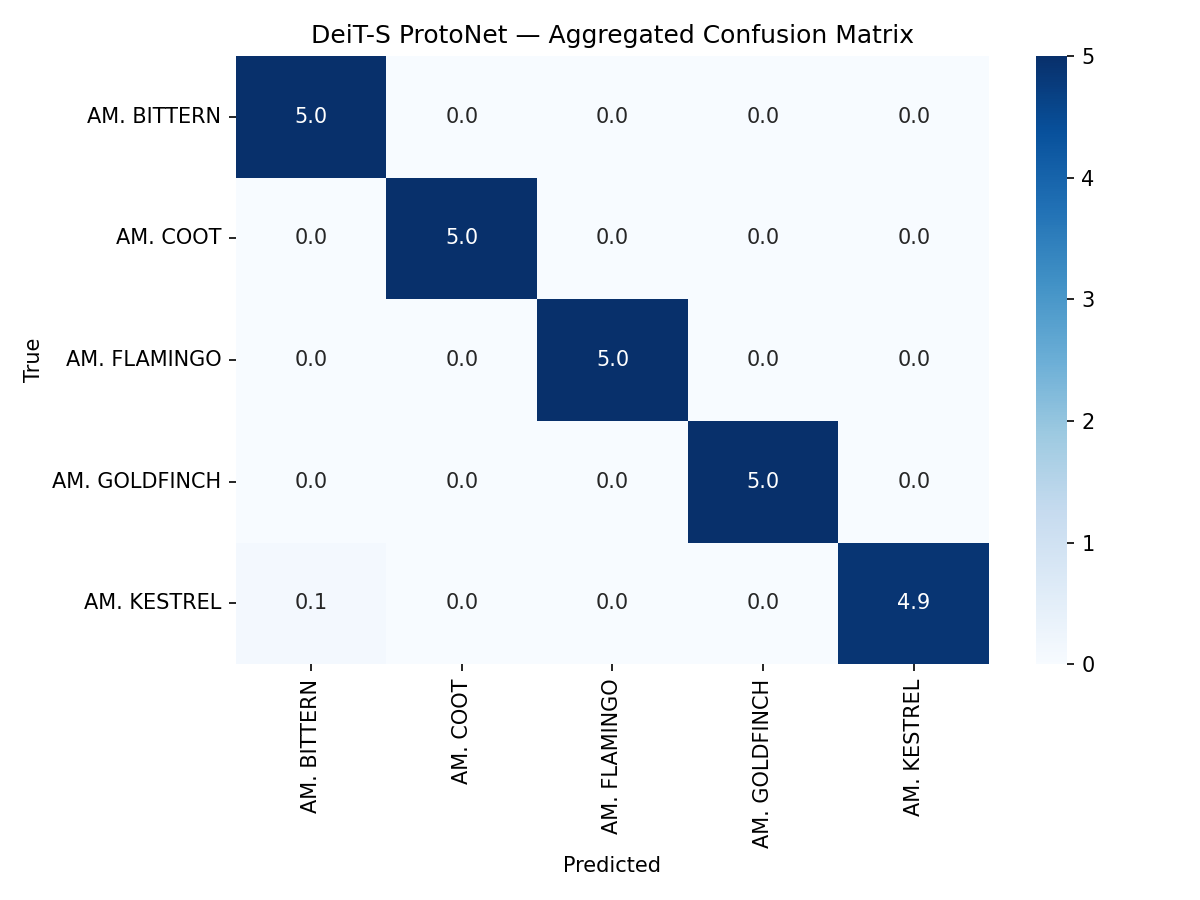 DeiT-S ProtoNet — Aggregated Confusion Matrix
AM. BITTERN 5.0 0.0 0.0 0.0 0.0
AM. COOT 0.0 5.0 0.0 0.0 0.0
AM. FLAMINGO 0.0 0.0 5.0 0.0 0.0
AM. GOLDFINCH 0.0 0.0 0.0 5.0 0.0
AM. KESTREL 0.1 0.0 0.0 0.0 4.9
True
AM. BITTERN
AM. COOT
AM. FLAMINGO
AM. GOLDFINCH
AM. KESTREL
Predicted
5
4
3
2
1
0